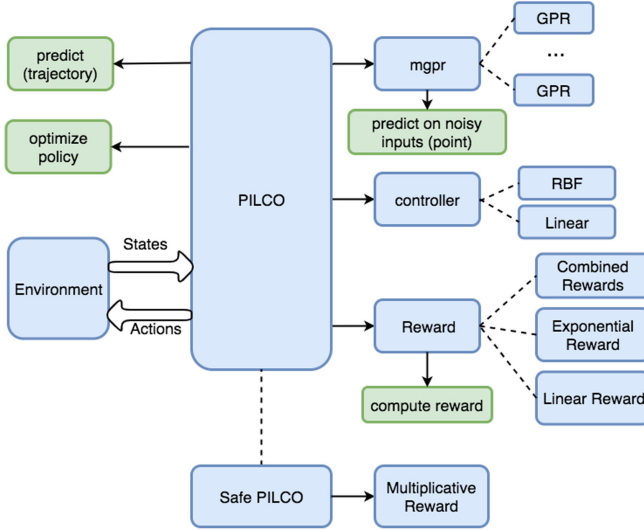 GPR
...
GPR
predict
(trajectory)
mgpr
predict on noisy
inputs (point)
optimize
policy
PILCO
controller
RBF
Linear
States
Environment
Actions
Combined
Rewards
Reward
Exponential
Reward
compute reward
Linear Reward
Safe PILCO
Multiplicative
Reward